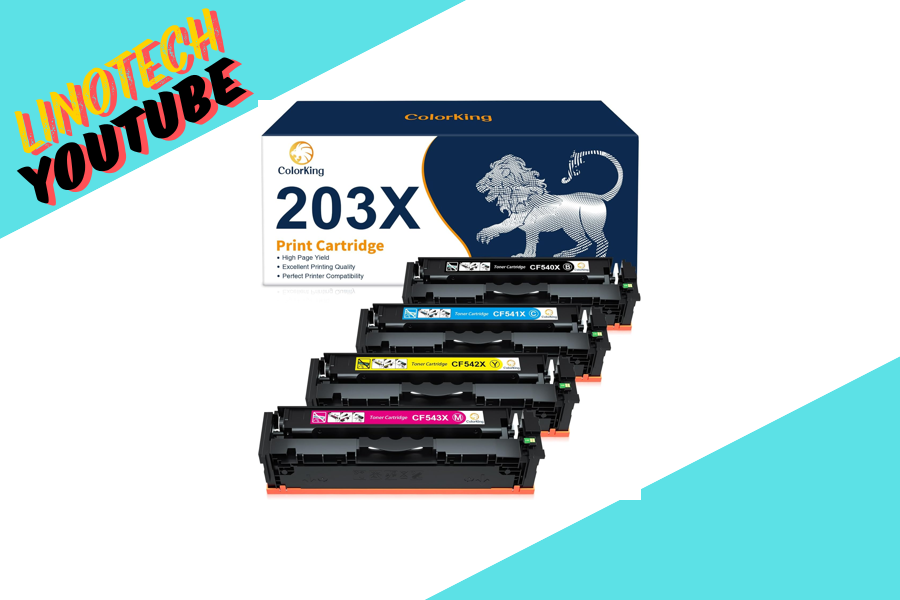 LINOTECH
YOUTUBE
ColorKing
ColorKing
203X
Print Cartridge
• High Page Yield
• Excellent Printing Quality
• Perfect Printer Compatibility
Toner Cartridge CF540X B
Toner Cartridge CF541X C
Toner Cartridge CF542X Y
ColorKing
Toner Cartridge CF543X M
ColorKing